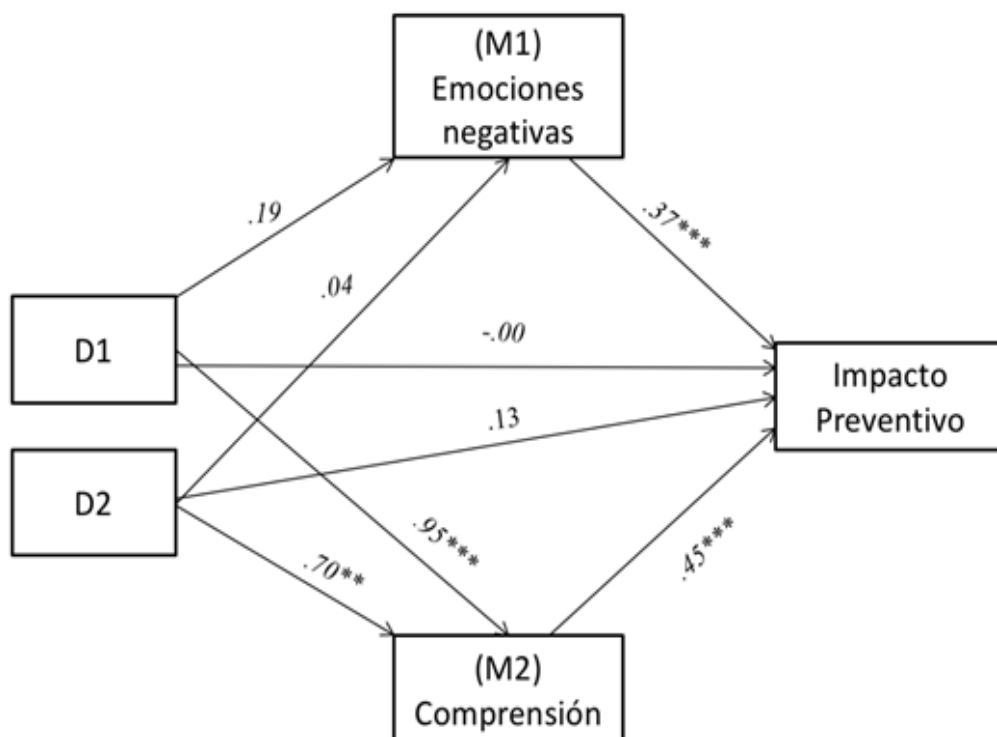 (M1)
Emociones
negativas
.19
.37***
.04
D1
-.00
Impacto
Preventivo
.13
D2
.95***
.70**
.45***
(M2)
Comprensión